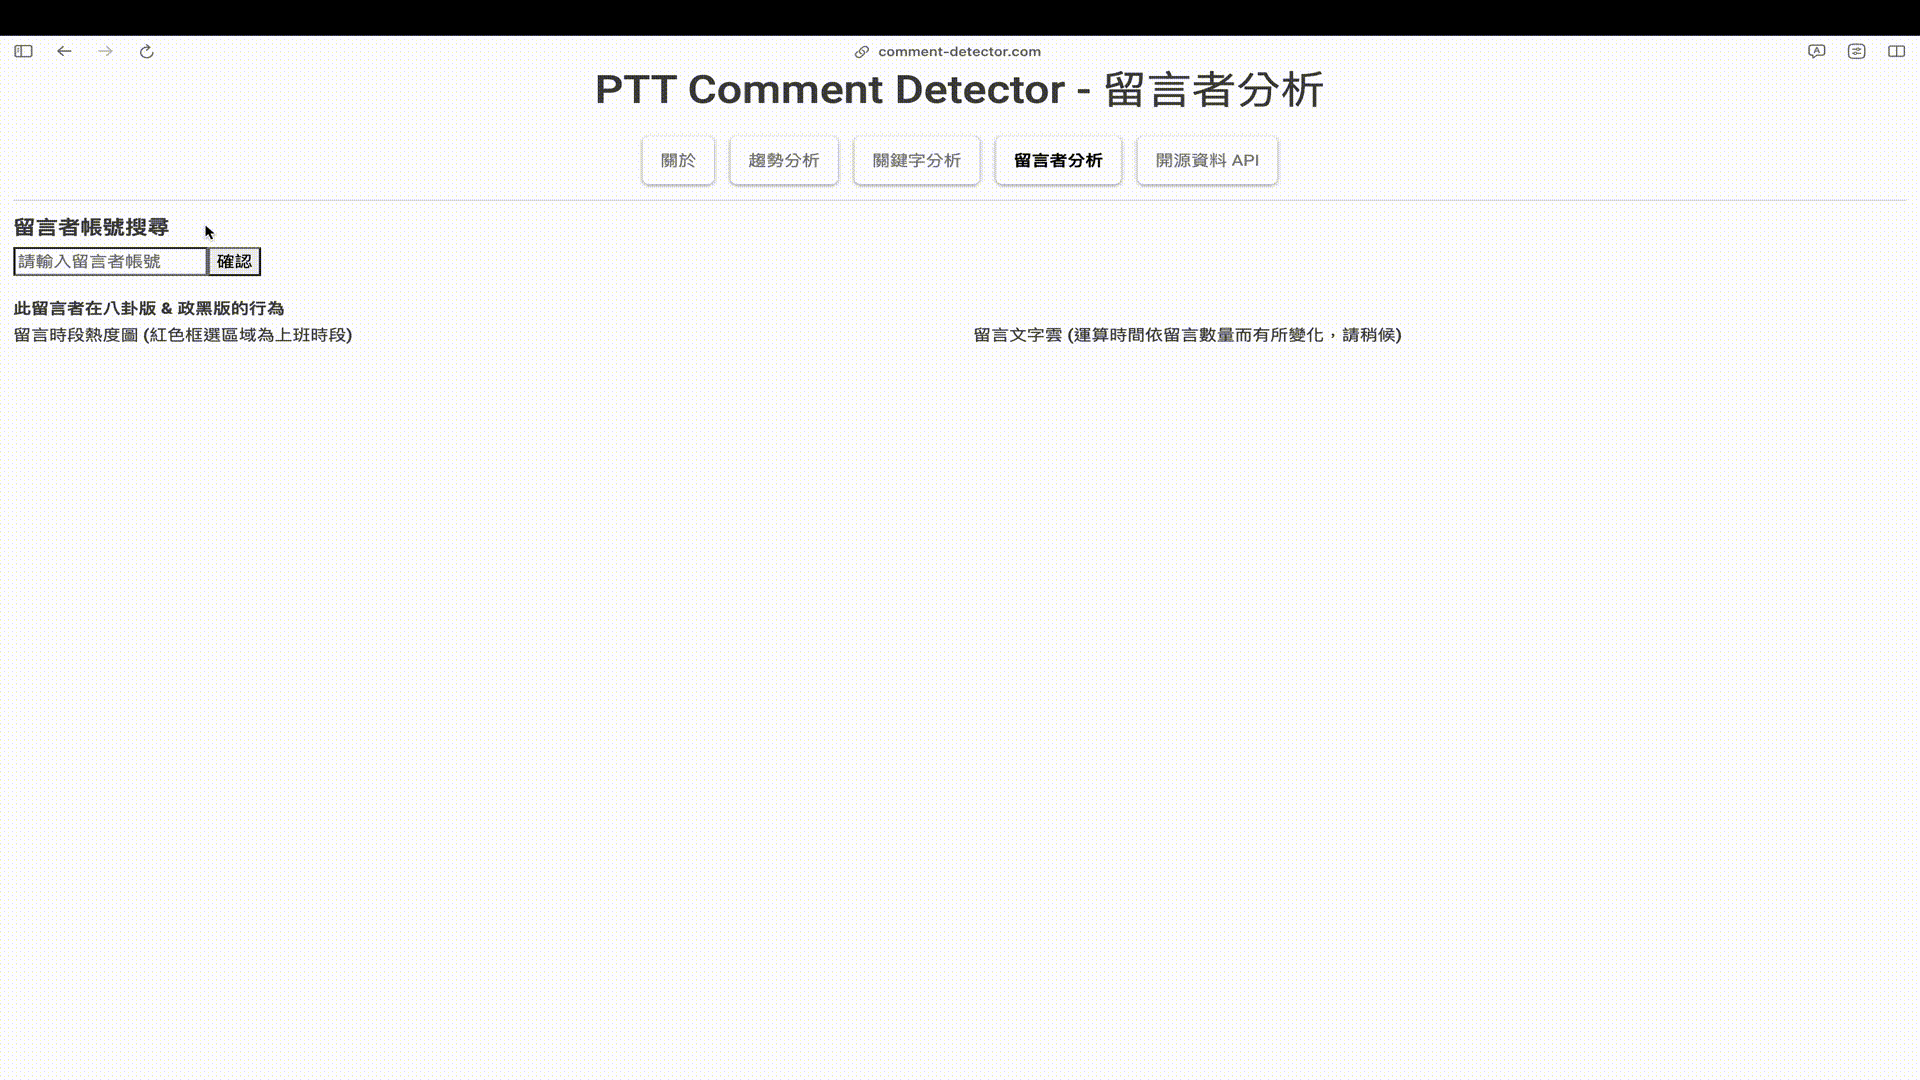 comment-detector.com
PTT Comment Detector - 留言者分析
關於
趨勢分析
關鍵字分析
留言者分析
開源資料 API
留言者帳號搜尋
請輸入留言者帳號
確認
此留言者在八卦版 & 政黑版的行為
留言時段熱度圖 (紅色框選區域為上班時段)
留言文字雲 (運算時間依留言數量而有所變化，請稍候)